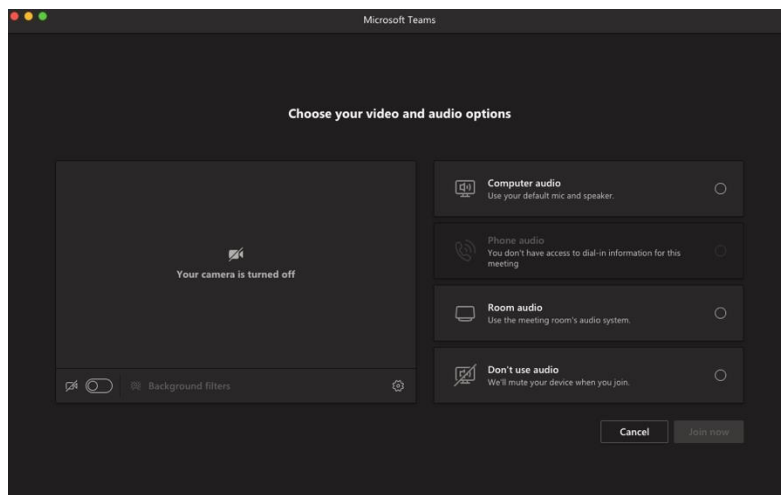 Microsoft Teams
Choose your video and audio options
Your camera is turned off
Background filters
Computer audio
Use your default mic and speaker.
Phone audio
You don't have access to dial-in information for this
meeting
Room audio
Use the meeting room's audio system.
Don't use audio
We'll mute your device when you join.
Cancel
Join now